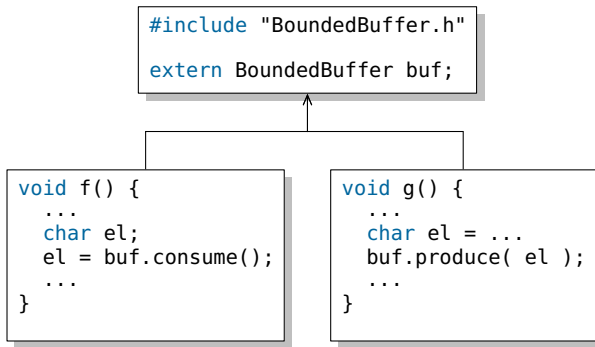 #include "BoundedBuffer.h"
extern BoundedBuffer buf;
void f() {
...
char el;
el = buf.consume();
...
}
void g() {
...
char el = ...
buf.produce( el );
...
}